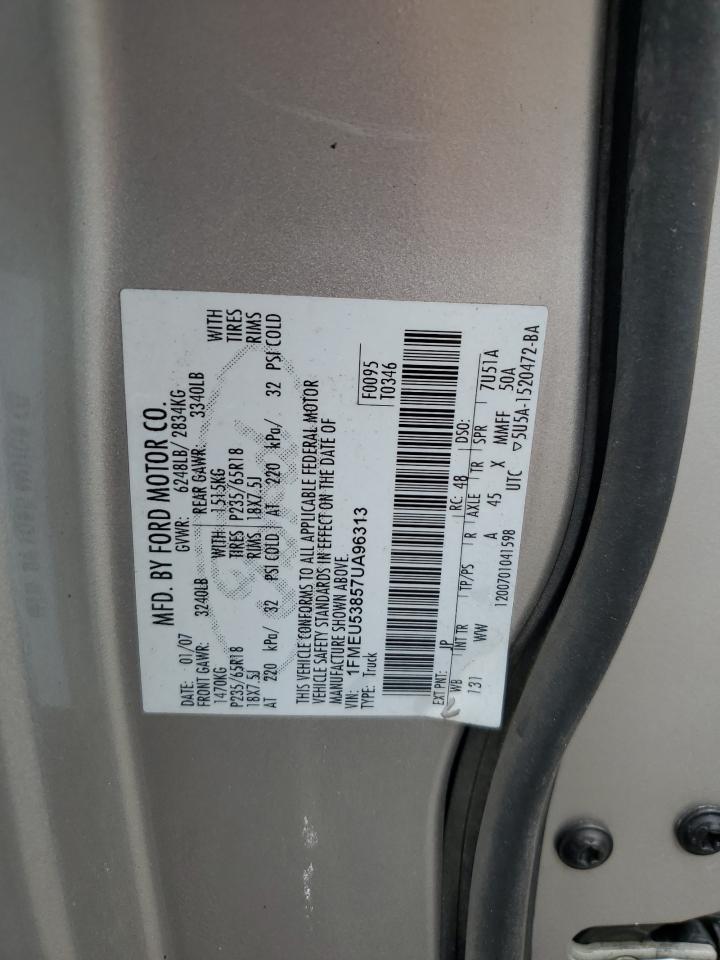 MFD. BY FORD MOTOR CO.
DATE: 01/07 GVWR: 6248LB/ 2834KG
FRONT GAWR: 3240LB REAR GAWR: 3340LB
1470KG WITH 1515KG WITH
P235/65R18 TIRES P235/65R18 TIRES
18X7.5J RIMS 18X7.5J RIMS
AT 220 kPa/ 32 PSI COLD AT 220 kPa/ 32 PSI COLD
THIS VEHICLE CONFORMS TO ALL APPLICABLE FEDERAL MOTOR
VEHICLE SAFETY STANDARDS IN EFFECT ON THE DATE OF
MANUFACTURE SHOWN ABOVE.
VIN: 1FMEU53857UA96313 F0095
TYPE: Truck T0346
EXT PNT: JP RC: 48 DSO:
WB INT TR TP/PS R AXLE TR SPR 7U51A
131 WW A 45 X MMFF 50A
1200701041598 UTC ▽5U5A-1520472-BA